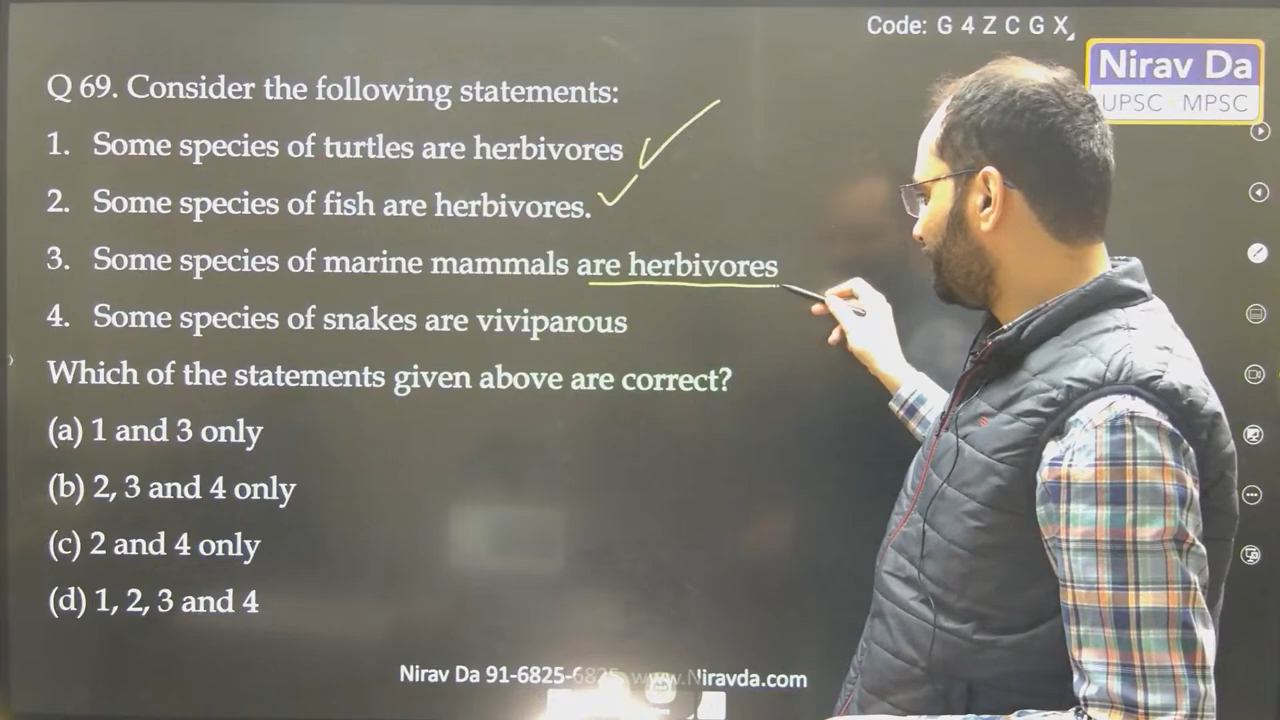 Code: G 4 Z C G X
Nirav Da
UPSC MPSC
Q 69. Consider the following statements:
1. Some species of turtles are herbivores
2. Some species of fish are herbivores.
3. Some species of marine mammals are herbivores
4. Some species of snakes are viviparous
Which of the statements given above are correct?
(a) 1 and 3 only
(b) 2, 3 and 4 only
(c) 2 and 4 only
(d) 1, 2, 3 and 4
Nirav Da 91-6825-6825 www.Niravda.com